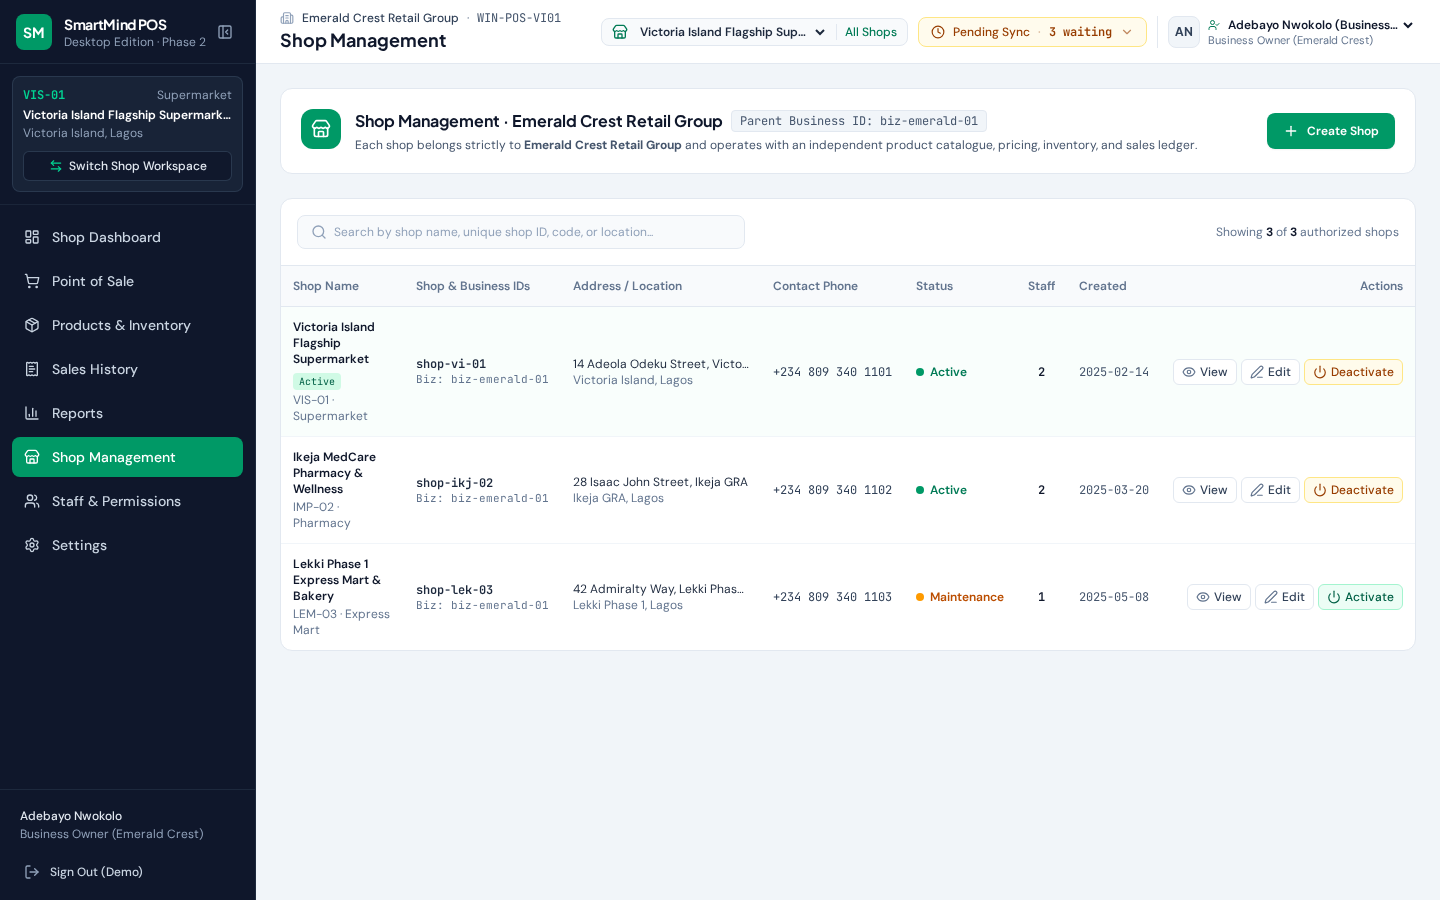 SM
SmartMind POS
Desktop Edition · Phase 2
VIS-01
Supermarket
Victoria Island Flagship Supermark...
Victoria Island, Lagos
Switch Shop Workspace
Shop Dashboard
Point of Sale
Products & Inventory
Sales History
Reports
Shop Management
Staff & Permissions
Settings
Adebayo Nwokolo
Business Owner (Emerald Crest)
Sign Out (Demo)
Emerald Crest Retail Group · WIN-POS-VI01
Shop Management
Victoria Island Flagship Sup...
All Shops
Pending Sync · 3 waiting
AN
Adebayo Nwokolo (Business...
Business Owner (Emerald Crest)
Shop Management · Emerald Crest Retail Group
Parent Business ID: biz-emerald-01
Each shop belongs strictly to Emerald Crest Retail Group and operates with an independent product catalogue, pricing, inventory, and sales ledger.
Create Shop
Search by shop name, unique shop ID, code, or location...
Showing 3 of 3 authorized shops
Shop Name
Shop & Business IDs
Address / Location
Contact Phone
Status
Staff
Created
Actions
Victoria Island
Flagship
Supermarket
Active
VIS-01 ·
Supermarket
shop-vi-01
Biz: biz-emerald-01
14 Adeola Odeku Street, Victo...
Victoria Island, Lagos
+234 809 340 1101
Active
2
2025-02-14
View
Edit
Deactivate
Ikeja MedCare
Pharmacy &
Wellness
IMP-02 ·
Pharmacy
shop-ikj-02
Biz: biz-emerald-01
28 Isaac John Street, Ikeja GRA
Ikeja GRA, Lagos
+234 809 340 1102
Active
2
2025-03-20
View
Edit
Deactivate
Lekki Phase 1
Express Mart &
Bakery
LEM-03 · Express
Mart
shop-lek-03
Biz: biz-emerald-01
42 Admiralty Way, Lekki Phas...
Lekki Phase 1, Lagos
+234 809 340 1103
Maintenance
1
2025-05-08
View
Edit
Activate